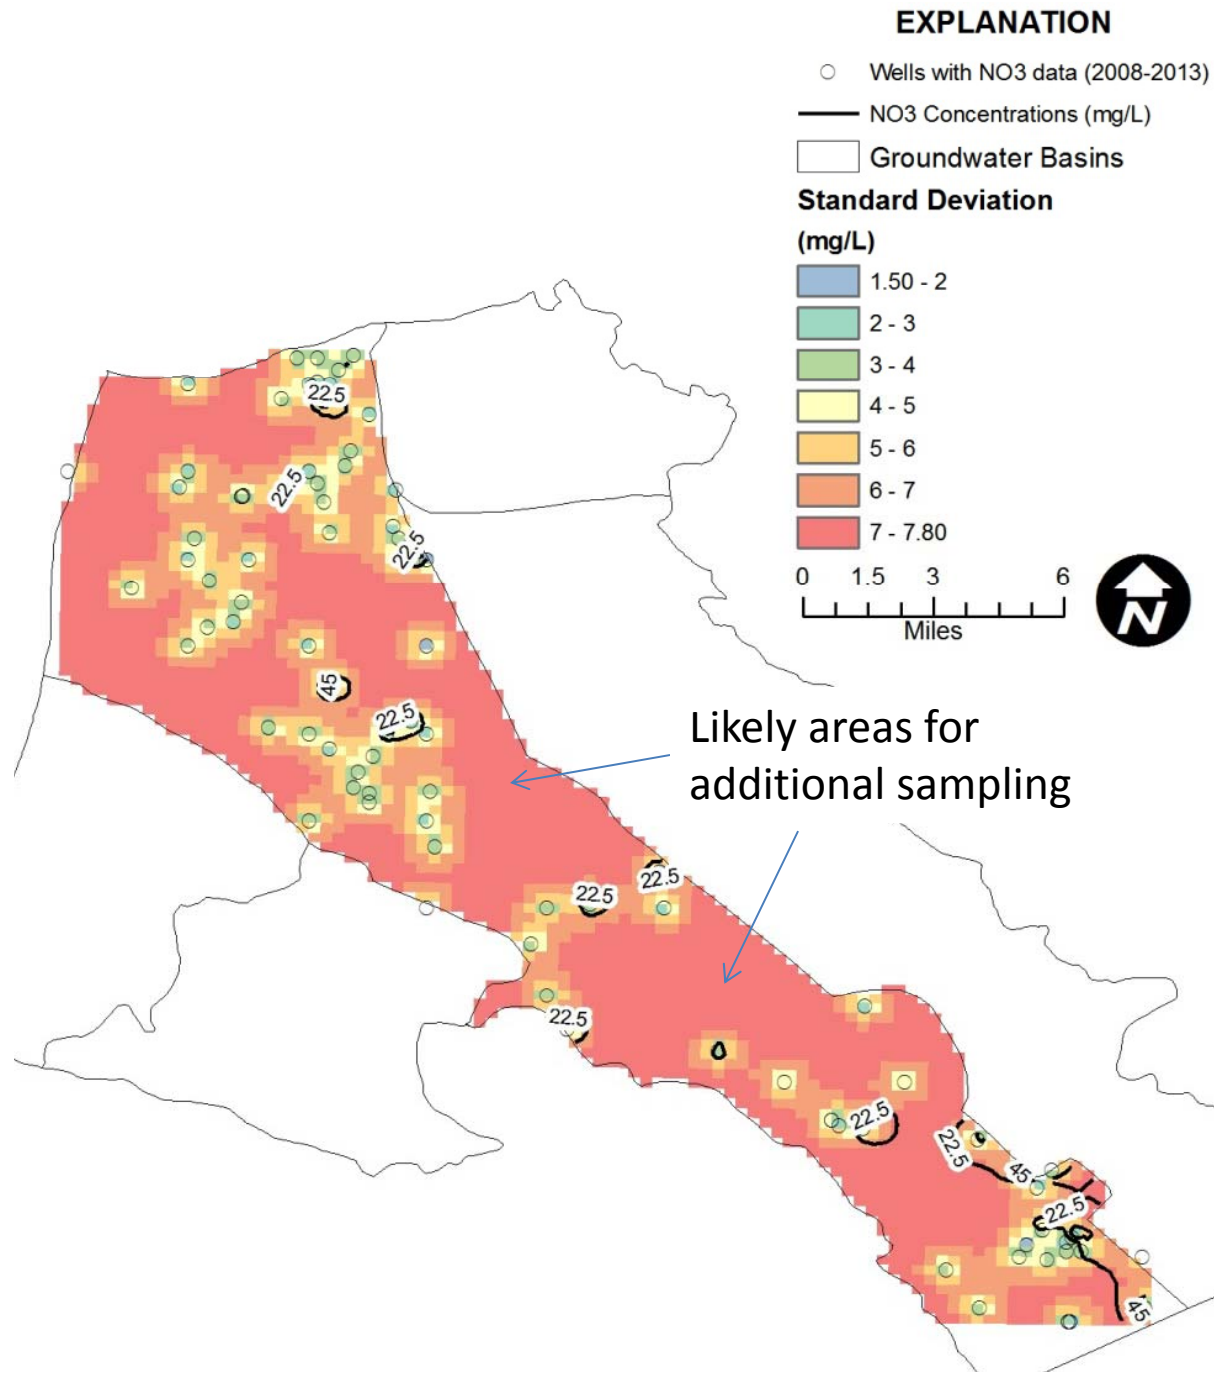 EXPLANATION
Wells with NO3 data (2008-2013)
NO3 Concentrations (mg/L)
Groundwater Basins
Standard Deviation
(mg/L)
1.50 - 2
2 - 3
3 - 4
4 - 5
5 - 6
6 - 7
7 - 7.80
0 1.5 3 6
Miles
N
22.5
22.5
22.5
45
22.5
Likely areas for
additional sampling
22.5
22.5
22.5
22.5
22.5
45
22.5
45